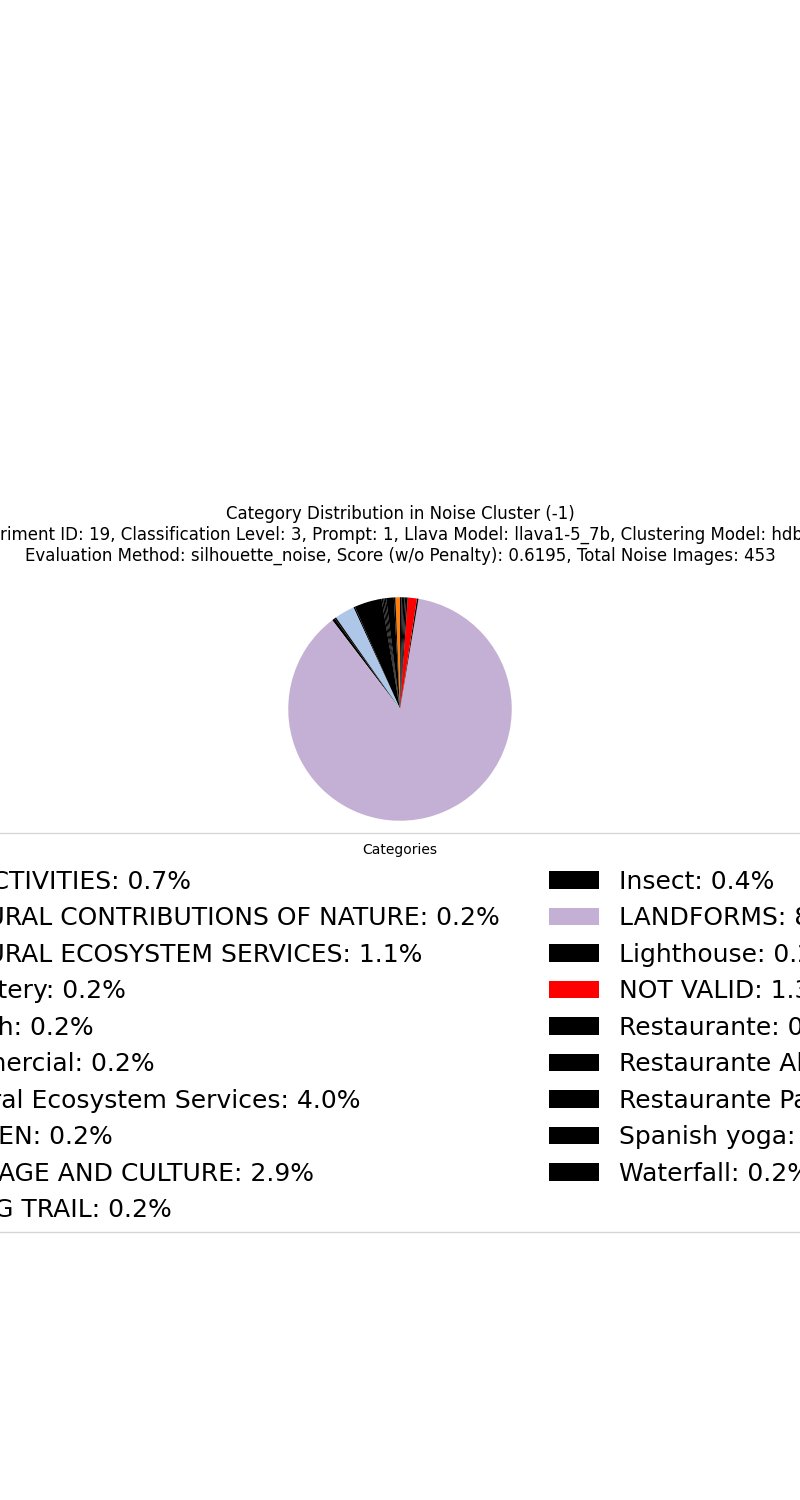 Category Distribution in Noise Cluster (-1)
riment ID: 19, Classification Level: 3, Prompt: 1, Llava Model: llava1-5_7b, Clustering Model: hdb
Evaluation Method: silhouette_noise, Score (w/o Penalty): 0.6195, Total Noise Images: 453
Categories
CTIVITIES: 0.7%
URAL CONTRIBUTIONS OF NATURE: 0.2%
URAL ECOSYSTEM SERVICES: 1.1%
tery: 0.2%
h: 0.2%
mercial: 0.2%
ral Ecosystem Services: 4.0%
EN: 0.2%
AGE AND CULTURE: 2.9%
G TRAIL: 0.2%
Insect: 0.4%
LANDFORMS: 8
Lighthouse: 0.
NOT VALID: 1.3
Restaurante: 0
Restaurante Al
Restaurante Pa
Spanish yoga:
Waterfall: 0.2%